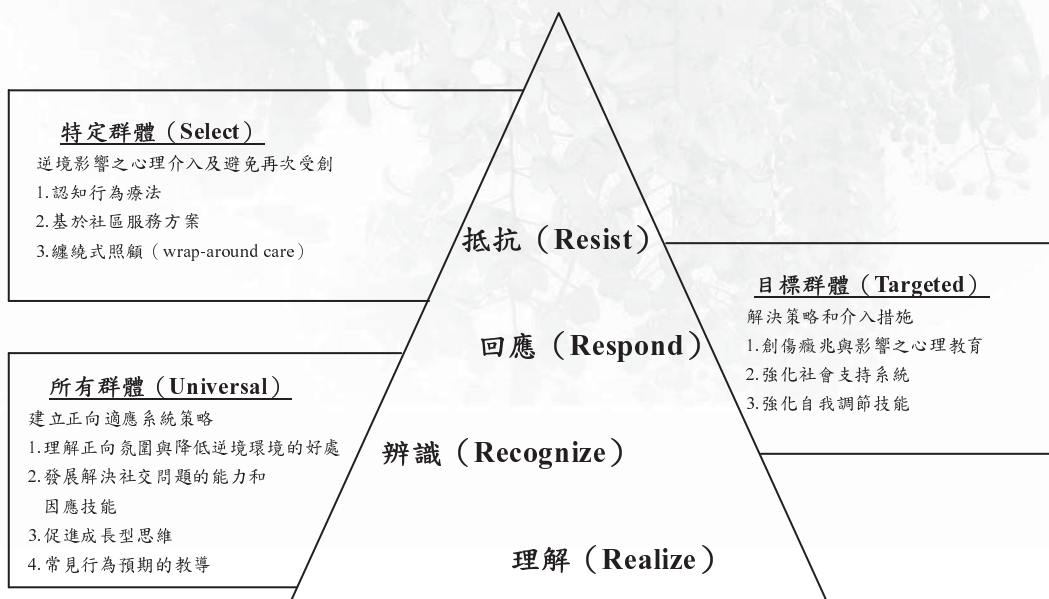 特定群體（Select）
逆境影響之心理介入及避免再次受創
1.認知行為療法
2.基於社區服務方案
3.纏繞式照顧（wrap-around care）
抵抗（Resist）
目標群體（Targeted）
解決策略和介入措施
1.創傷癥兆與影響之心理教育
2.強化社會支持系統
3.強化自我調節技能
回應（Respond）
所有群體（Universal）
建立正向適應系統策略
1.理解正向氛圍與降低逆境環境的好處
2.發展解決社交問題的能力和
因應技能
3.促進成長型思維
4.常見行為預期的教導
辨識（Recognize）
理解（Realize）